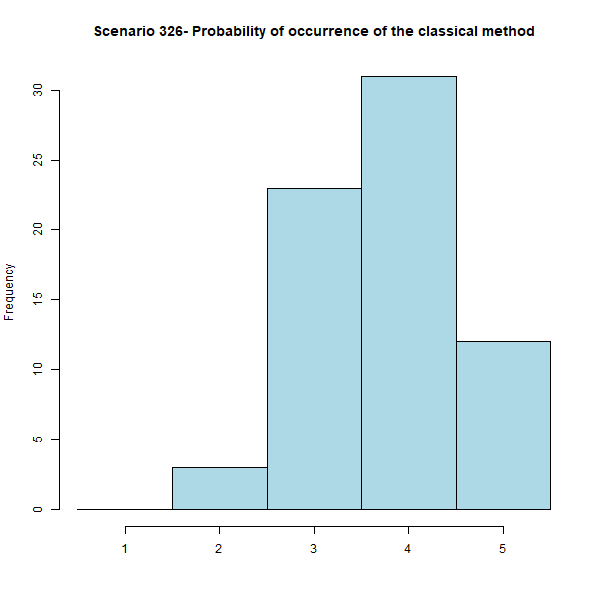 Scenario 326- Probability of occurrence of the classical method
Frequency
30
25
20
15
10
5
0
1 2 3 4 5